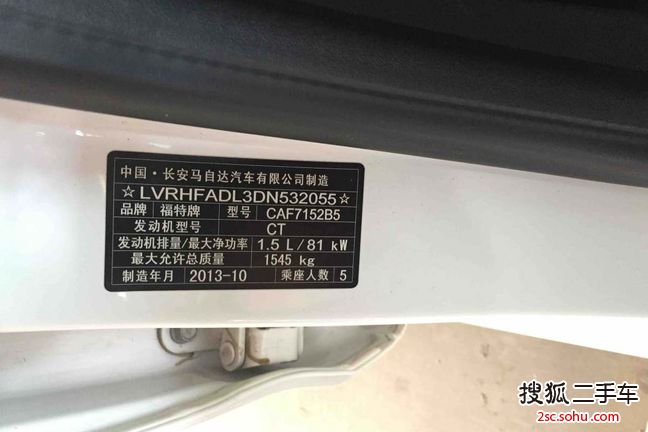 中国·长安马自达汽车有限公司制造
☆LVRHFADL3DN532055☆
品牌 福特牌 型号 CAF7152B5
发动机型号 CT
发动机排量/最大净功率 1.5 L/81 kW
最大允许总质量 1545 kg
制造年月 2013-10 乘座人数 5
搜狐二手车
2sc.sohu.com